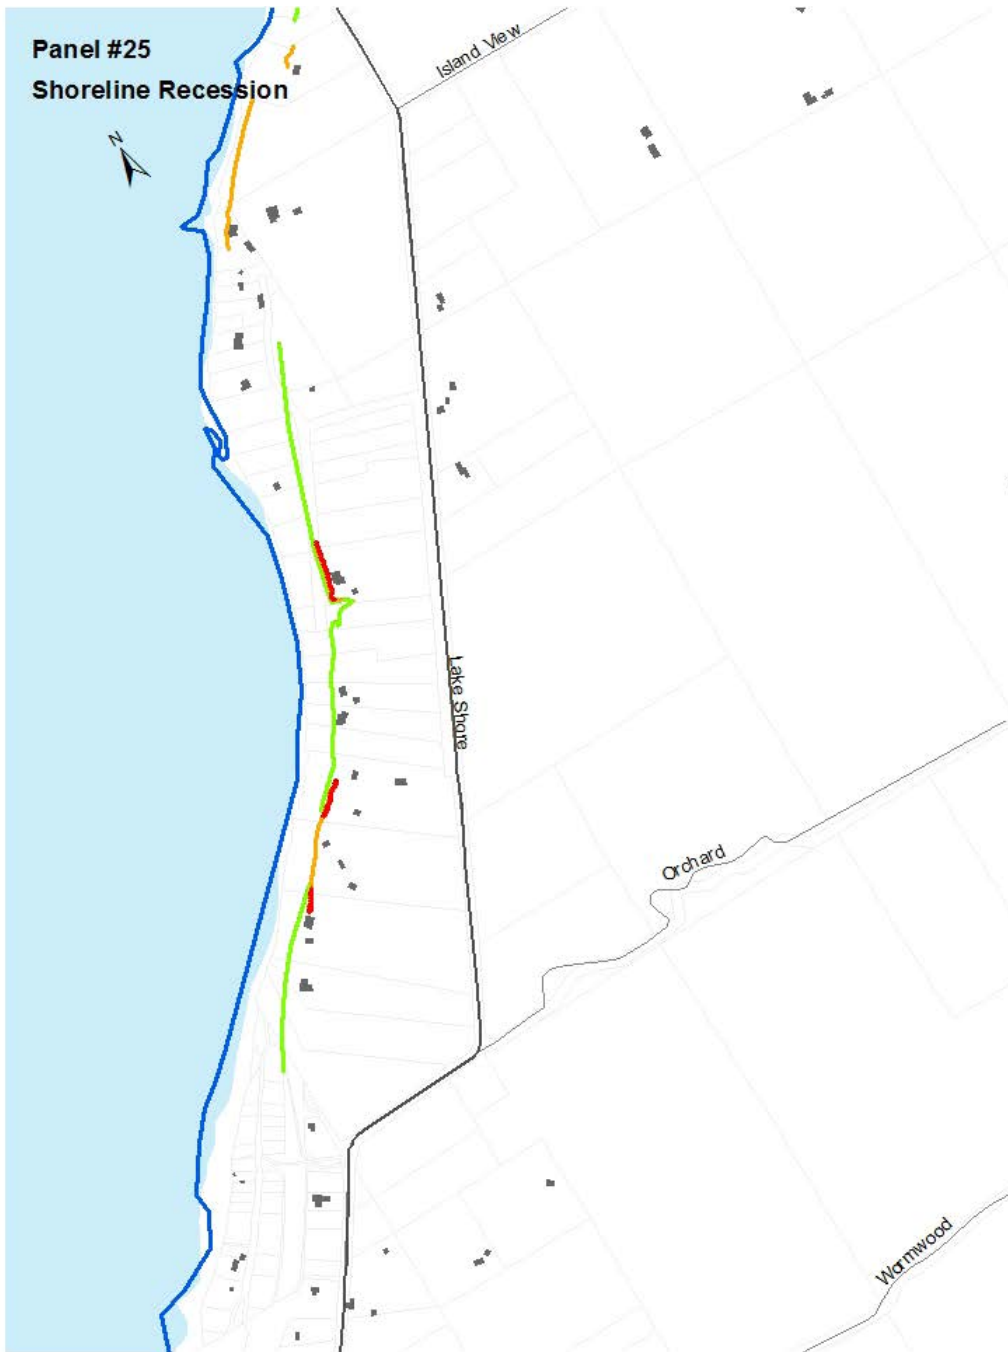 Panel #25
Shoreline Recession
N
Island View
Lake Shore
Orchard
Wormwood